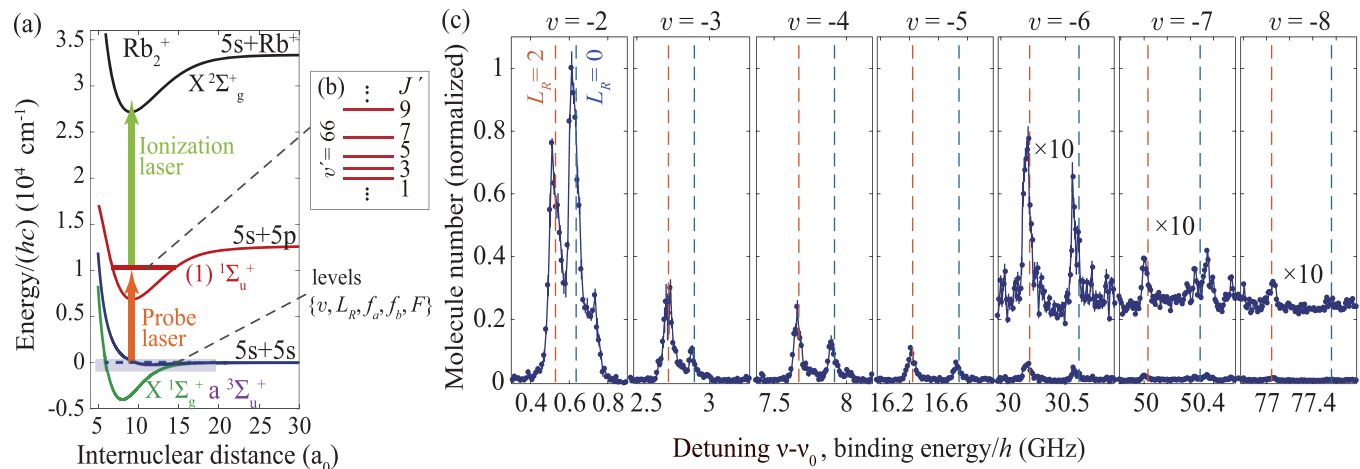 (a)
Energy/(hc) (10⁴ cm⁻¹)
3.5
3
2.5
2
1.5
1
0.5
0
-0.5
5 10 15 20 25 30
Internuclear distance (a₀)
Rb₂⁺
5s+Rb⁺
X ²Σg⁺
Ionization
laser
5s+5p
(1) ¹Σu⁺
Probe
laser
5s+5s
X ¹Σg⁺ a ³Σu⁺
(b)
J´
⋮
v´= 66
9
7
5
3
1
⋮
levels
{v, L_R, fₐ, f_b, F}
(c)
v = -2 v = -3 v = -4 v = -5 v = -6 v = -7 v = -8
Molecule number (normalized)
1
0.8
0.6
0.4
0.2
0
L_R = 2
L_R = 0
×10
×10
×10
0.4 0.6 0.8 2.5 3 7.5 8 16.2 16.6 30 30.5 50 50.4 77 77.4
Detuning ν-ν₀, binding energy/h (GHz)